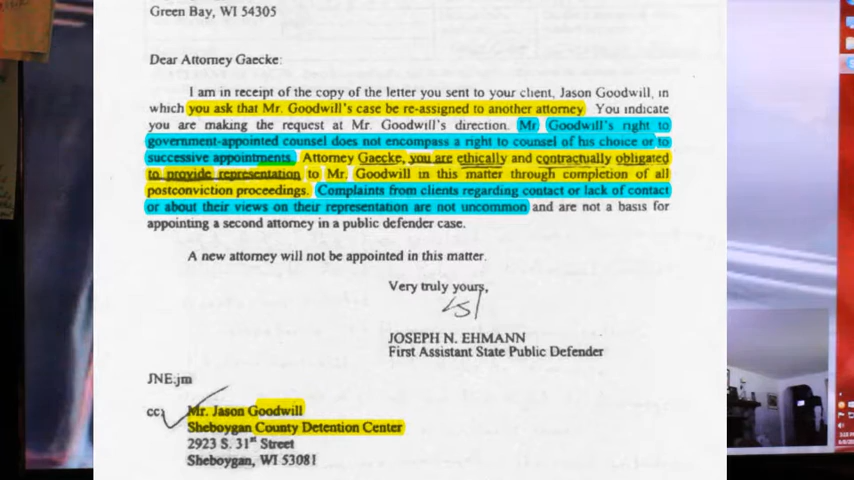 Green Bay, WI 54305
Dear Attorney Gaecke:
I am in receipt of the copy of the letter you sent to your client, Jason Goodwill, in
which you ask that Mr. Goodwill's case be re-assigned to another attorney. You indicate
you are making the request at Mr. Goodwill's direction. Mr. Goodwill's right to
government-appointed counsel does not encompass a right to counsel of his choice or to
successive appointments. Attorney Gaecke, you are ethically and contractually obligated
to provide representation to Mr. Goodwill in this matter through completion of all
postconviction proceedings. Complaints from clients regarding contact or lack of contact
or about their views on their representation are not uncommon and are not a basis for
appointing a second attorney in a public defender case.
A new attorney will not be appointed in this matter.
Very truly yours,
/s/
JOSEPH N. EHMANN
First Assistant State Public Defender
JNE.jm
cc: Mr. Jason Goodwill
Sheboygan County Detention Center
2923 S. 31st Street
Sheboygan, WI 53081